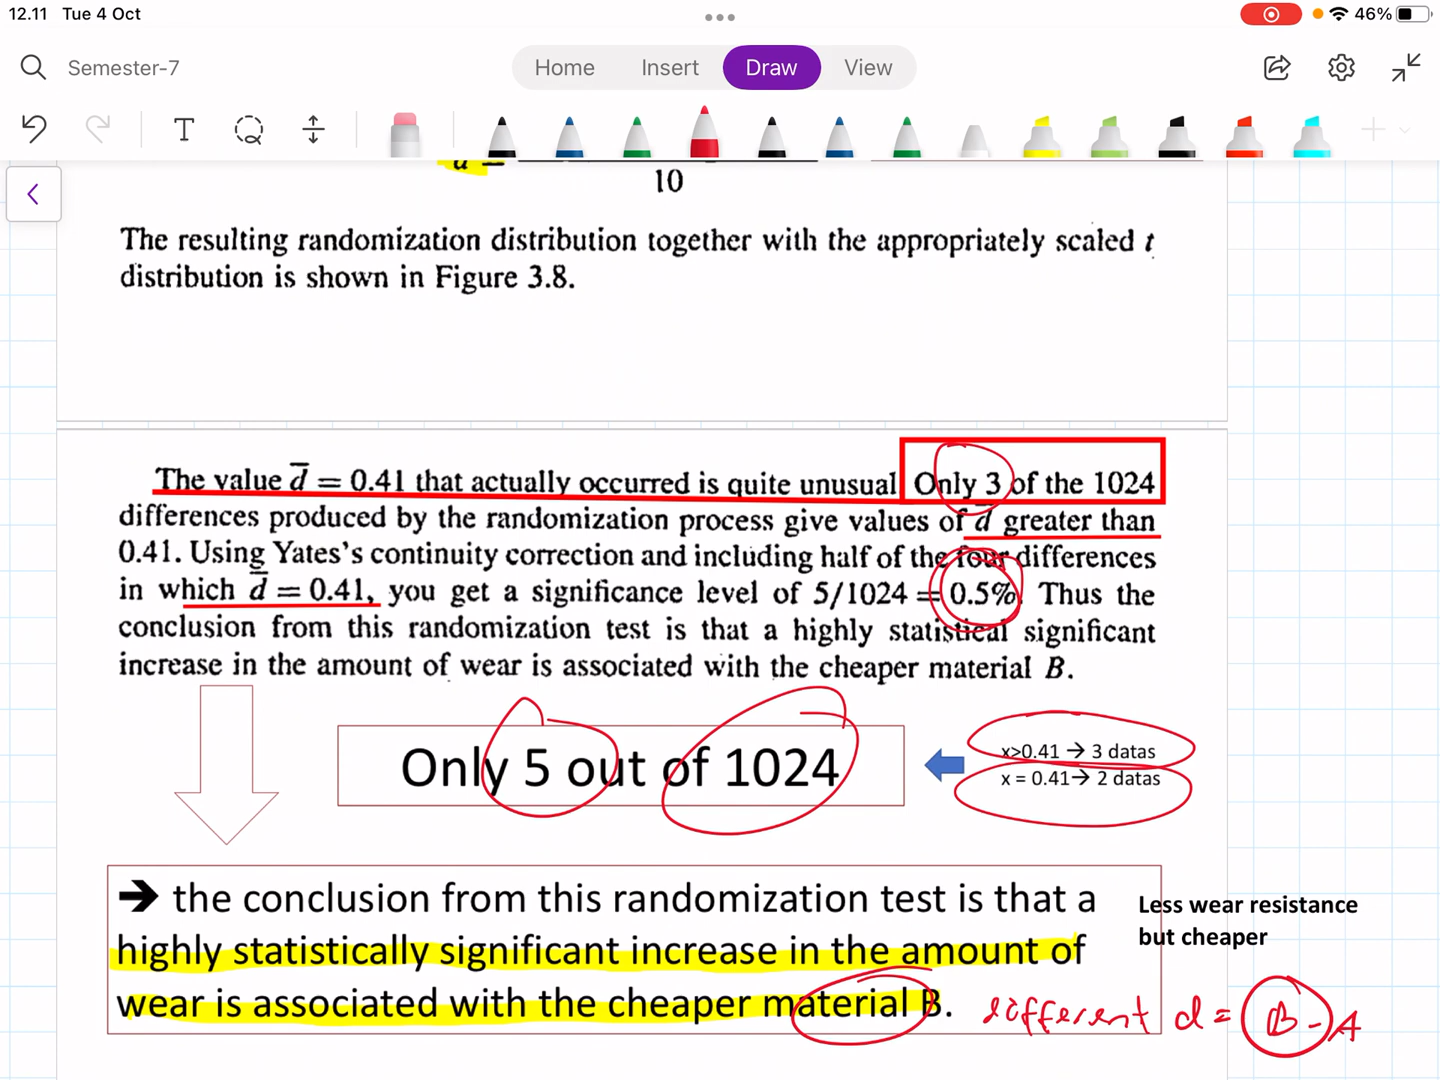 12.11 Tue 4 Oct
46%
Semester-7
Home Insert Draw View
T
10
The resulting randomization distribution together with the appropriately scaled t
distribution is shown in Figure 3.8.
The value d̅ = 0.41 that actually occurred is quite unusual Only 3 of the 1024
differences produced by the randomization process give values of d̅ greater than
0.41. Using Yates's continuity correction and including half of the four differences
in which d̅ = 0.41, you get a significance level of 5/1024 = 0.5% Thus the
conclusion from this randomization test is that a highly statistical significant
increase in the amount of wear is associated with the cheaper material B.
Only 5 out of 1024
x>0.41 → 3 datas
x = 0.41→ 2 datas
➔ the conclusion from this randomization test is that a
highly statistically significant increase in the amount of
wear is associated with the cheaper material B.
Less wear resistance
but cheaper
different d = B - A